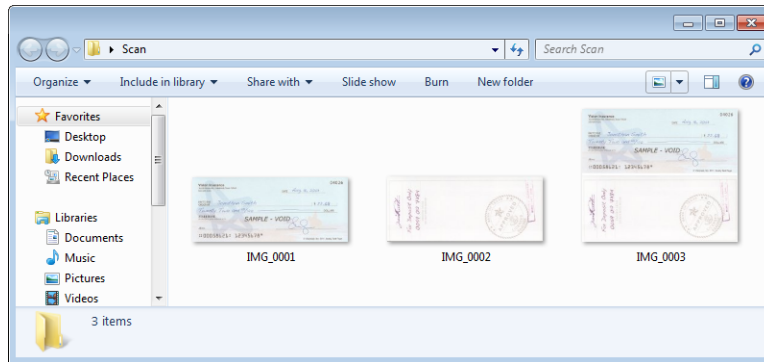 Scan
Search Scan
Organize
Include in library
Share with
Slide show
Burn
New folder
Favorites
Desktop
Downloads
Recent Places
Libraries
Documents
Music
Pictures
Videos
SAMPLE - VOID
IMG_0001
IMG_0002
SAMPLE - VOID
IMG_0003
3 items